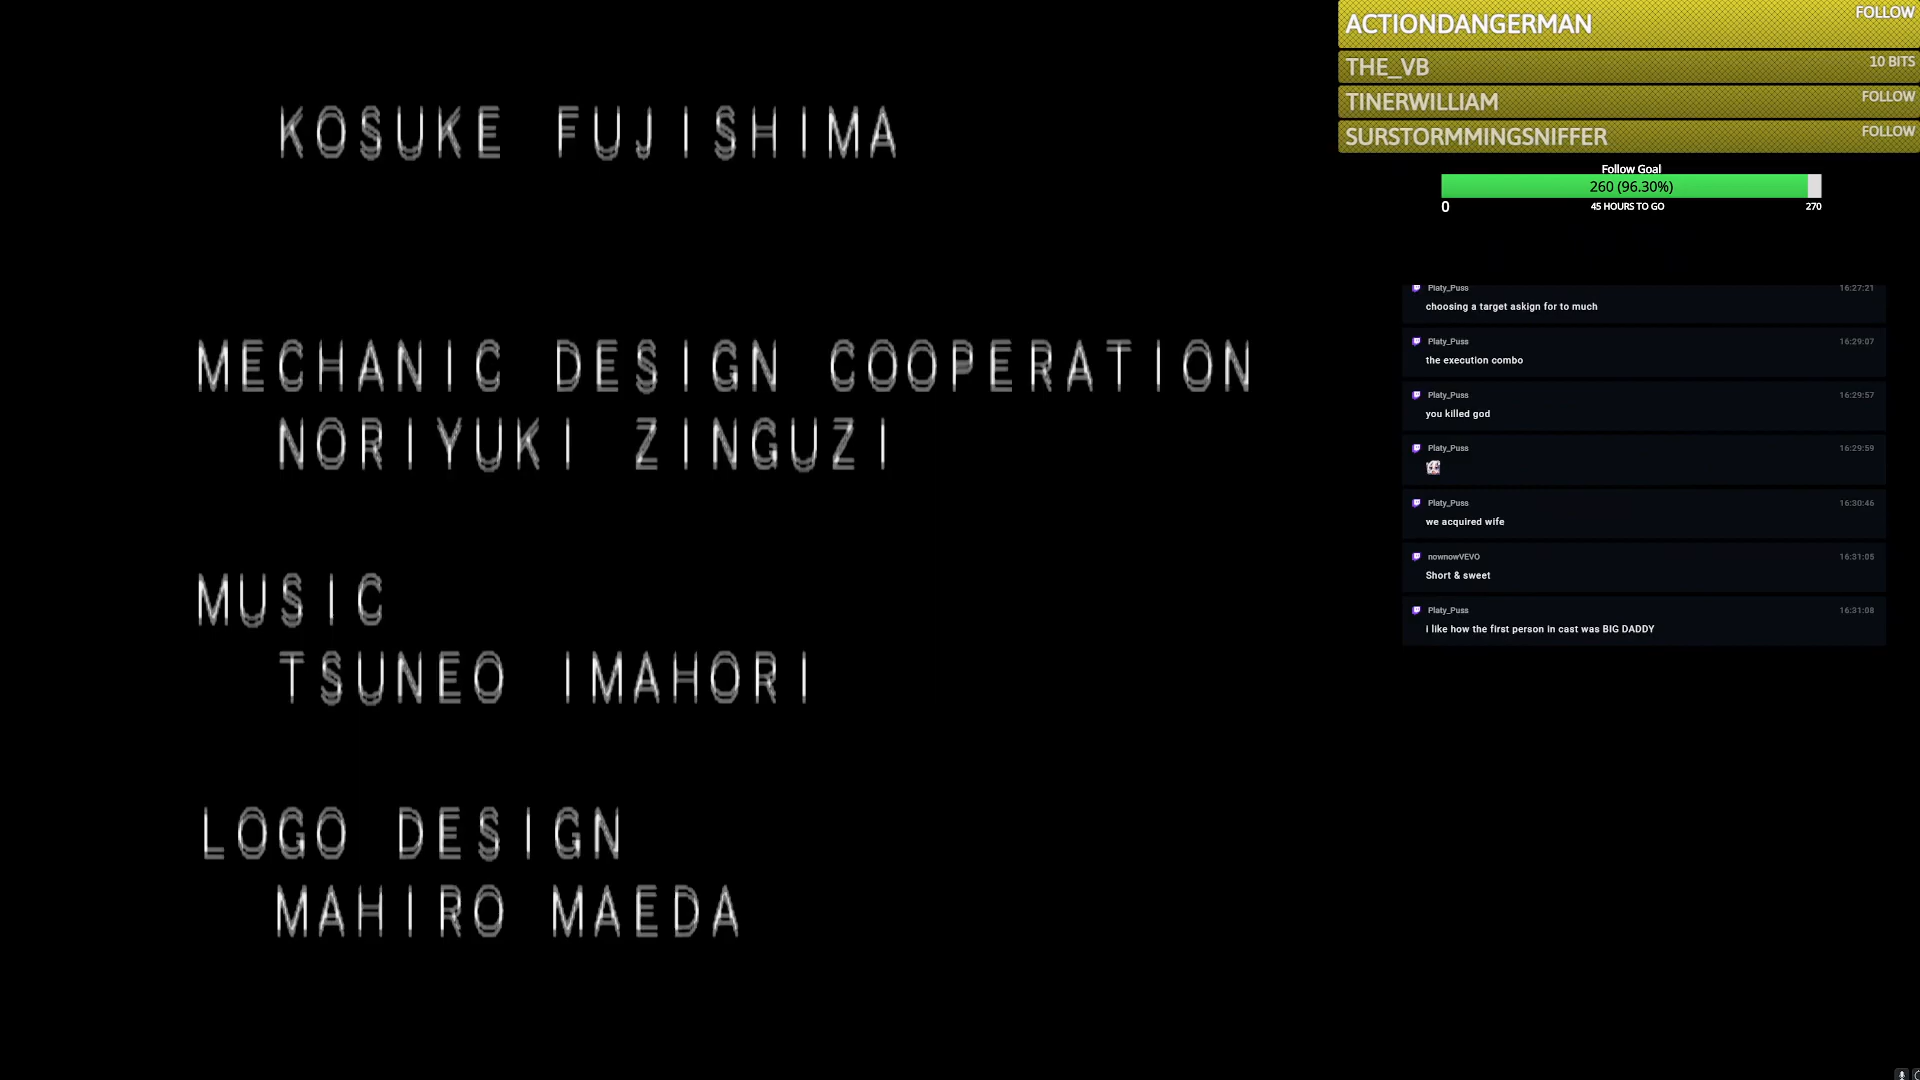 KOSUKE FUJISHIMA
MECHANIC DESIGN COOPERATION
NORIYUKI ZINGUZI
MUSIC
TSUNEO IMAHORI
LOGO DESIGN
MAHIRO MAEDA
ACTIONDANGERMAN FOLLOW
THE_VB 10 BITS
TINERWILLIAM FOLLOW
SURSTORMMINGSNIFFER FOLLOW
Follow Goal
260 (96.30%)
0 45 HOURS TO GO 270
Platy_Puss 16:27:21
choosing a target askign for to much
Platy_Puss 16:29:07
the execution combo
Platy_Puss 16:29:57
you killed god
Platy_Puss 16:29:59
Platy_Puss 16:30:46
we acquired wife
nownowVEVO 16:31:05
Short & sweet
Platy_Puss 16:31:08
i like how the first person in cast was BIG DADDY